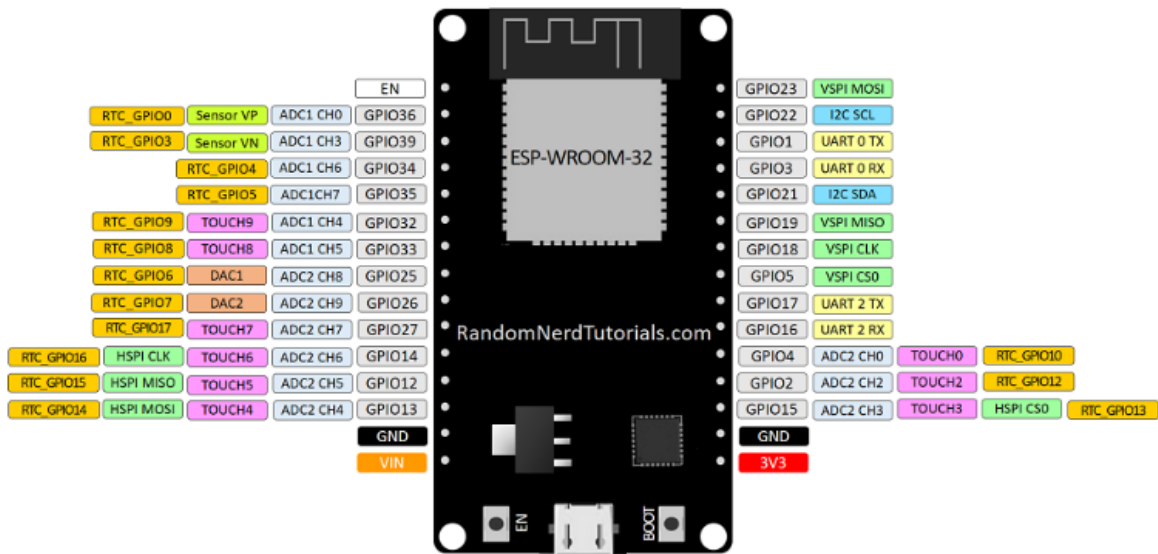 EN GPIO23 VSPI MOSI
RTC_GPIO0 Sensor VP ADC1 CH0 GPIO36 GPIO22 I2C SCL
RTC_GPIO3 Sensor VN ADC1 CH3 GPIO39 GPIO1 UART 0 TX
RTC_GPIO4 ADC1 CH6 GPIO34 ESP-WROOM-32 GPIO3 UART 0 RX
RTC_GPIO5 ADC1CH7 GPIO35 GPIO21 I2C SDA
RTC_GPIO9 TOUCH9 ADC1 CH4 GPIO32 GPIO19 VSPI MISO
RTC_GPIO8 TOUCH8 ADC1 CH5 GPIO33 GPIO18 VSPI CLK
RTC_GPIO6 DAC1 ADC2 CH8 GPIO25 GPIO5 VSPI CS0
RTC_GPIO7 DAC2 ADC2 CH9 GPIO26 GPIO17 UART 2 TX
RTC_GPIO17 TOUCH7 ADC2 CH7 GPIO27 RandomNerdTutorials.com GPIO16 UART 2 RX
RTC_GPIO16 HSPI CLK TOUCH6 ADC2 CH6 GPIO14 GPIO4 ADC2 CH0 TOUCH0 RTC_GPIO10
RTC_GPIO15 HSPI MISO TOUCH5 ADC2 CH5 GPIO12 GPIO2 ADC2 CH2 TOUCH2 RTC_GPIO12
RTC_GPIO14 HSPI MOSI TOUCH4 ADC2 CH4 GPIO13 GPIO15 ADC2 CH3 TOUCH3 HSPI CS0 RTC_GPIO13
GND GND
VIN 3V3
EN BOOT